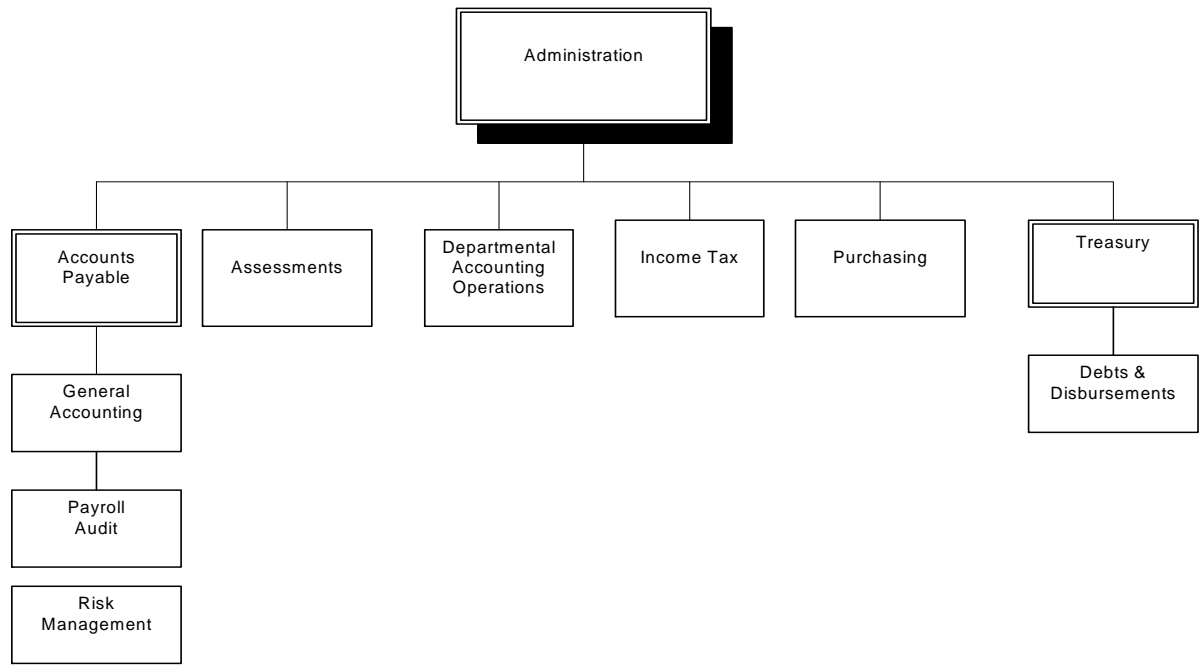 Administration
Accounts
Payable
Assessments
Departmental
Accounting
Operations
Income Tax
Purchasing
Treasury
General
Accounting
Debts &
Disbursements
Payroll
Audit
Risk
Management